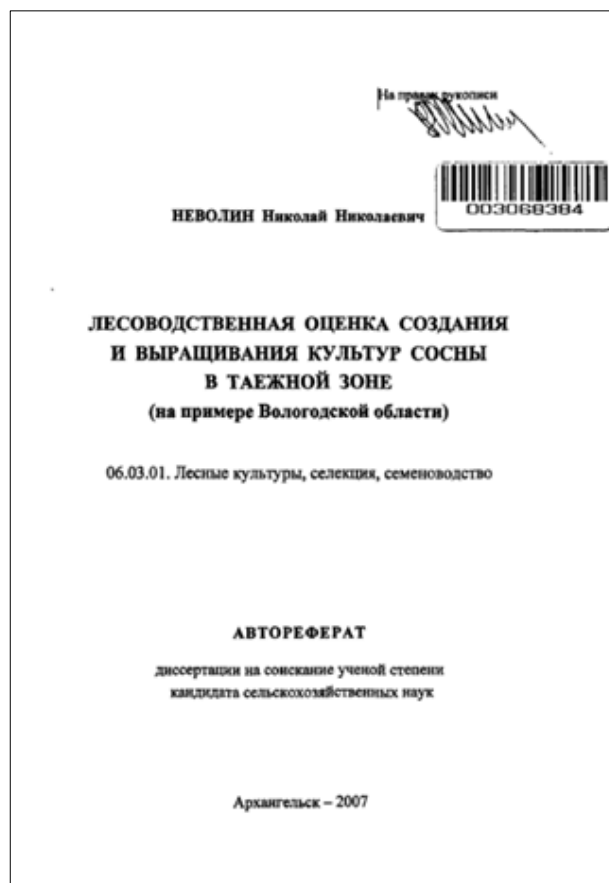 На правах рукописи
003068384
НЕВОЛИН Николай Николаевич
ЛЕСОВОДСТВЕННАЯ ОЦЕНКА СОЗДАНИЯ
И ВЫРАЩИВАНИЯ КУЛЬТУР СОСНЫ
В ТАЕЖНОЙ ЗОНЕ
(на примере Вологодской области)
06.03.01. Лесные культуры, селекция, семеноводство
АВТОРЕФЕРАТ
диссертации на соискание ученой степени
кандидата сельскохозяйственных наук
Архангельск – 2007